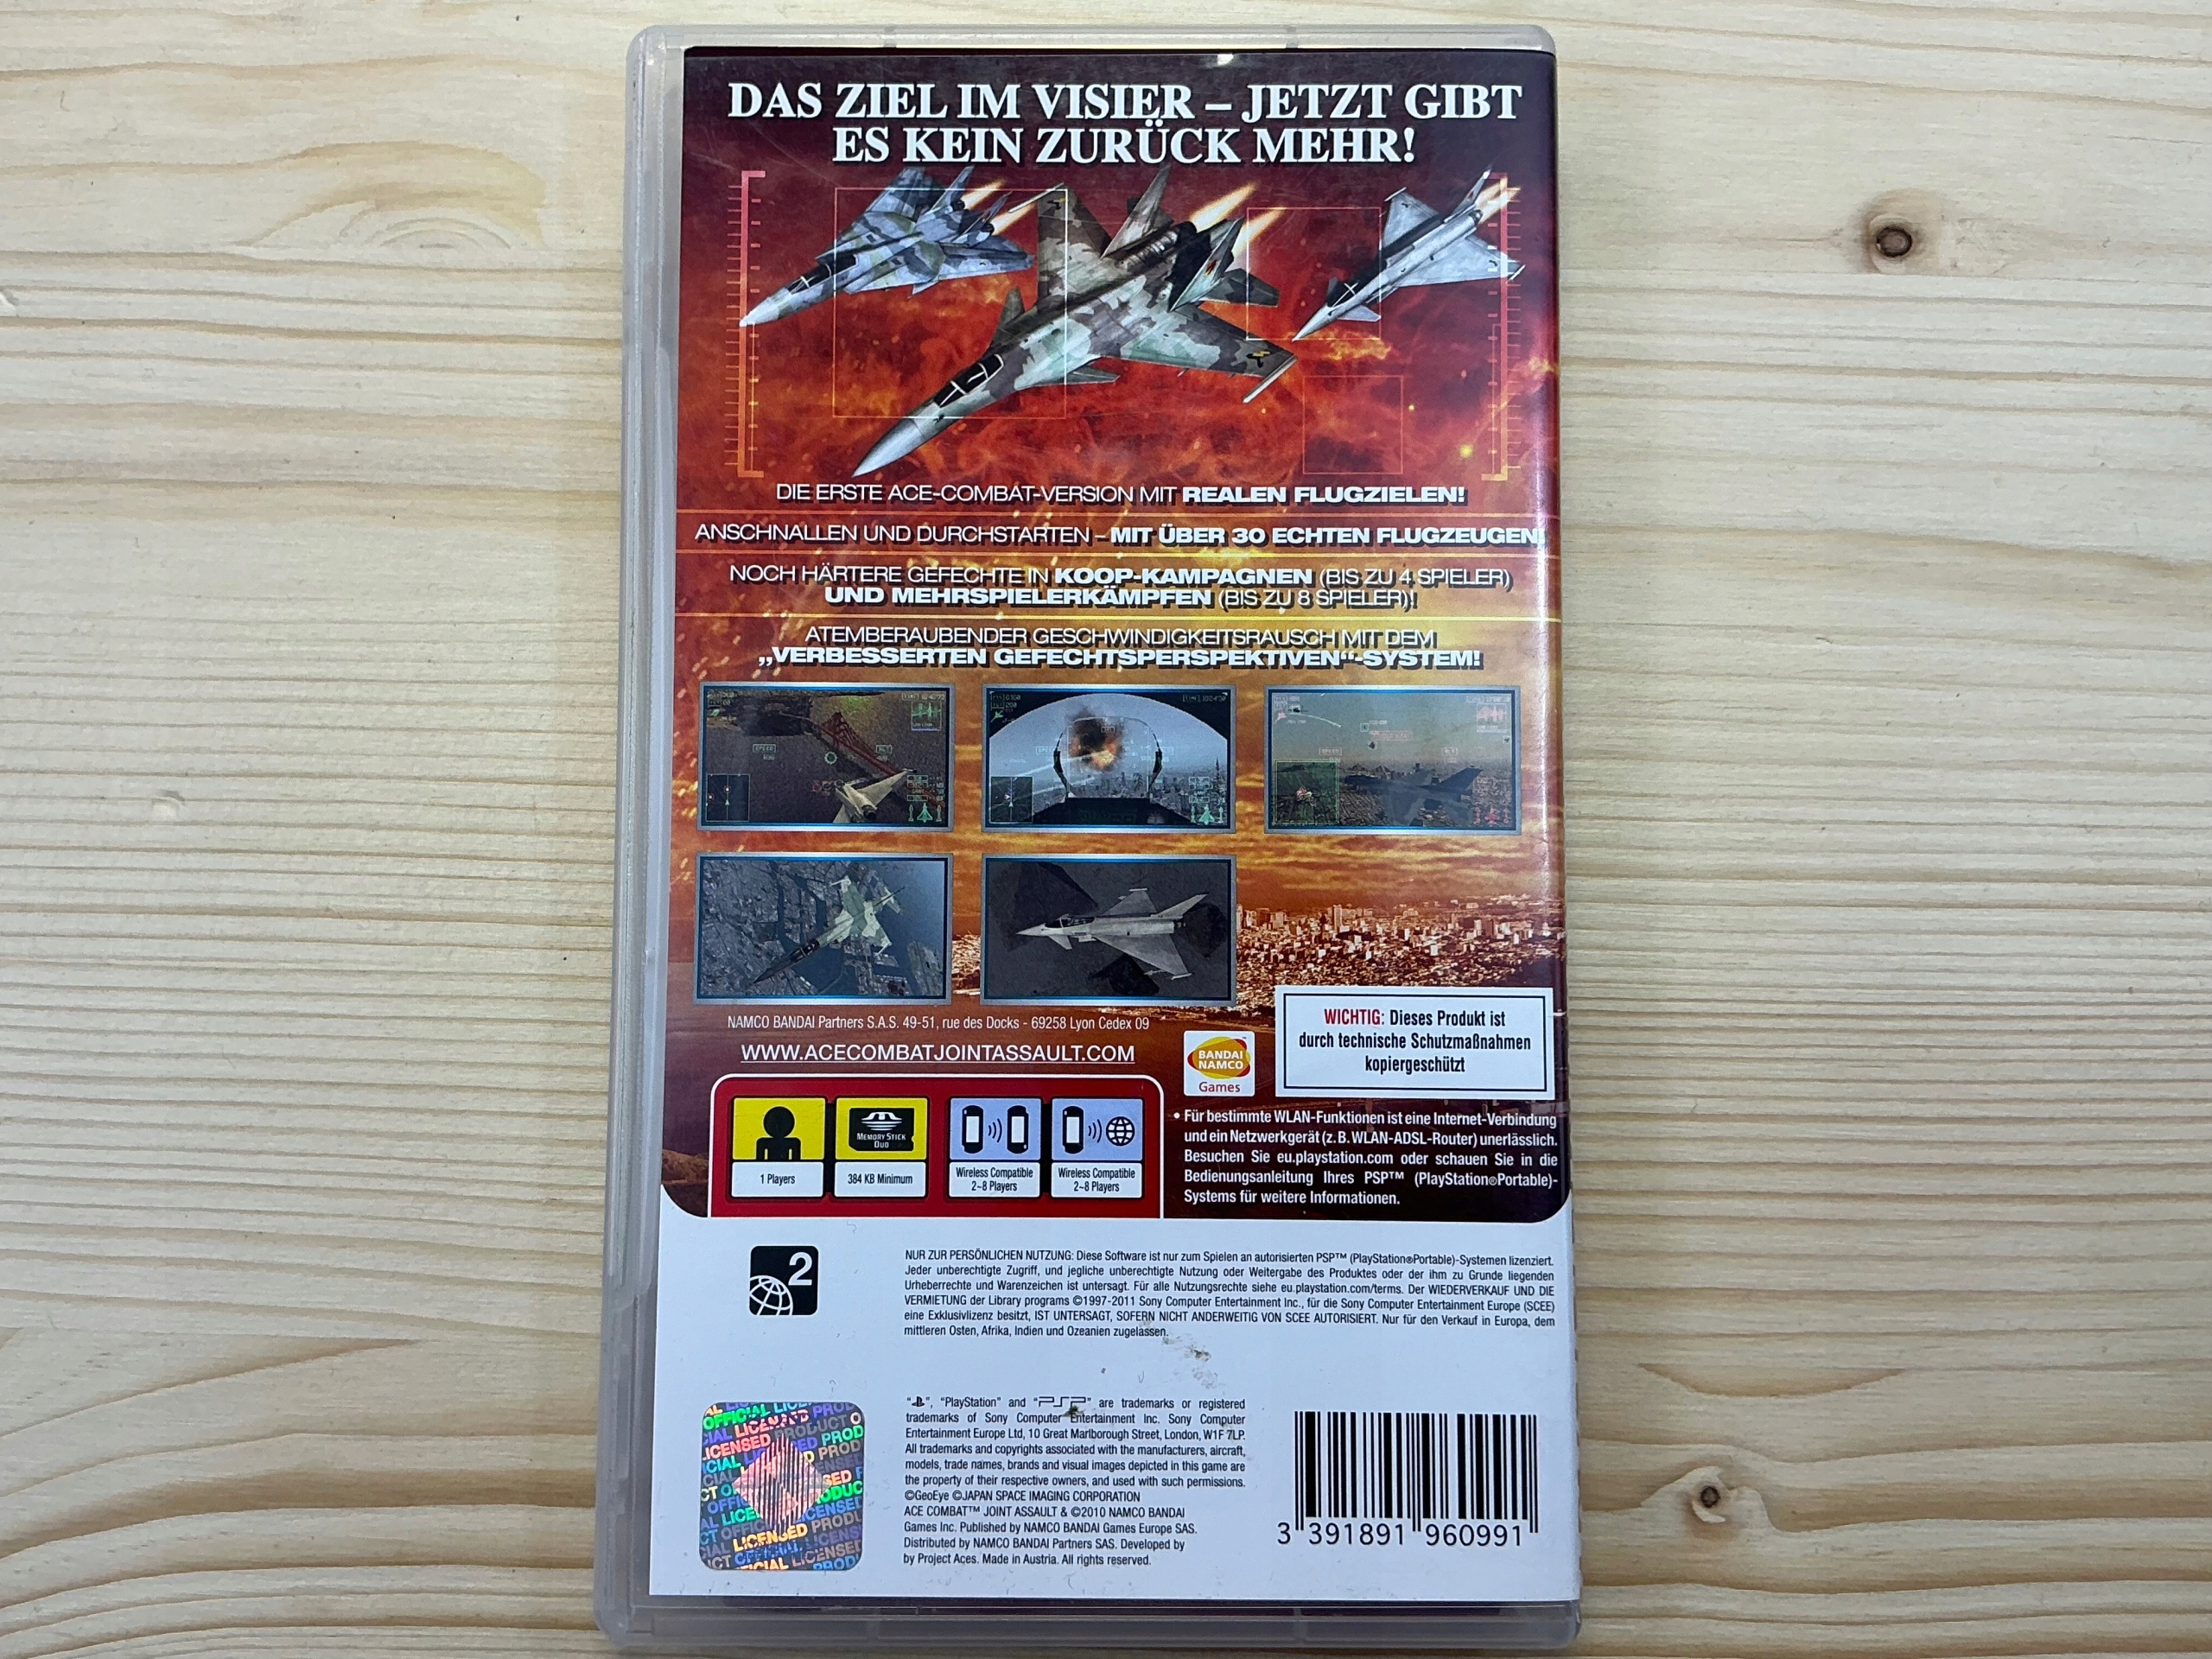 DAS ZIEL IM VISIER – JETZT GIBT
ES KEIN ZURÜCK MEHR!
DIE ERSTE ACE-COMBAT-VERSION MIT REALEN FLUGZIELEN!
ANSCHNALLEN UND DURCHSTARTEN – MIT ÜBER 30 ECHTEN FLUGZEUGEN!
NOCH HÄRTERE GEFECHTE IN KOOP-KAMPAGNEN (BIS ZU 4 SPIELER)
UND MEHRSPIELERKÄMPFEN (BIS ZU 8 SPIELER)!
ATEMBERAUBENDER GESCHWINDIGKEITSRAUSCH MIT DEM
„VERBESSERTEN GEFECHTSPERSPEKTIVEN“-SYSTEM!
NAMCO BANDAI Partners S.A.S. 49-51, rue des Docks - 69258 Lyon Cedex 09
WWW.ACECOMBATJOINTASSAULT.COM
BANDAI
NAMCO
Games
WICHTIG: Dieses Produkt ist
durch technische Schutzmaßnahmen
kopiergeschützt
MEMORY STICK
DUO
1 Players
384 KB Minimum
Wireless Compatible
2~8 Players
Wireless Compatible
2~8 Players
• Für bestimmte WLAN-Funktionen ist eine Internet-Verbindung
und ein Netzwerkgerät (z. B. WLAN-ADSL-Router) unerlässlich.
Besuchen Sie eu.playstation.com oder schauen Sie in die
Bedienungsanleitung Ihres PSP™ (PlayStation®Portable)-
Systems für weitere Informationen.
2
NUR ZUR PERSÖNLICHEN NUTZUNG: Diese Software ist nur zum Spielen an autorisierten PSP™ (PlayStation®Portable)-Systemen lizenziert.
Jeder unberechtigte Zugriff, und jegliche unberechtigte Nutzung oder Weitergabe des Produktes oder der ihm zu Grunde liegenden
Urheberrechte und Warenzeichen ist untersagt. Für alle Nutzungsrechte siehe eu.playstation.com/terms. Der WIEDERVERKAUF UND DIE
VERMIETUNG der Library programs ©1997-2011 Sony Computer Entertainment Inc., für die Sony Computer Entertainment Europe (SCEE)
eine Exklusivlizenz besitzt, IST UNTERSAGT, SOFERN NICHT ANDERWEITIG VON SCEE AUTORISIERT. Nur für den Verkauf in Europa, dem
mittleren Osten, Afrika, Indien und Ozeanien zugelassen.
OFFICIAL LICENSED PRODUCT
“”, “PlayStation” and “PSP” are trademarks or registered
trademarks of Sony Computer Entertainment Inc. Sony Computer
Entertainment Europe Ltd, 10 Great Marlborough Street, London, W1F 7LP.
All trademarks and copyrights associated with the manufacturers, aircraft,
models, trade names, brands and visual images depicted in this game are
the property of their respective owners, and used with such permissions.
©GeoEye ©JAPAN SPACE IMAGING CORPORATION
ACE COMBAT™ JOINT ASSAULT & ©2010 NAMCO BANDAI
Games Inc. Published by NAMCO BANDAI Games Europe SAS.
Distributed by NAMCO BANDAI Partners SAS. Developed by
by Project Aces. Made in Austria. All rights reserved.
3 391891 960991